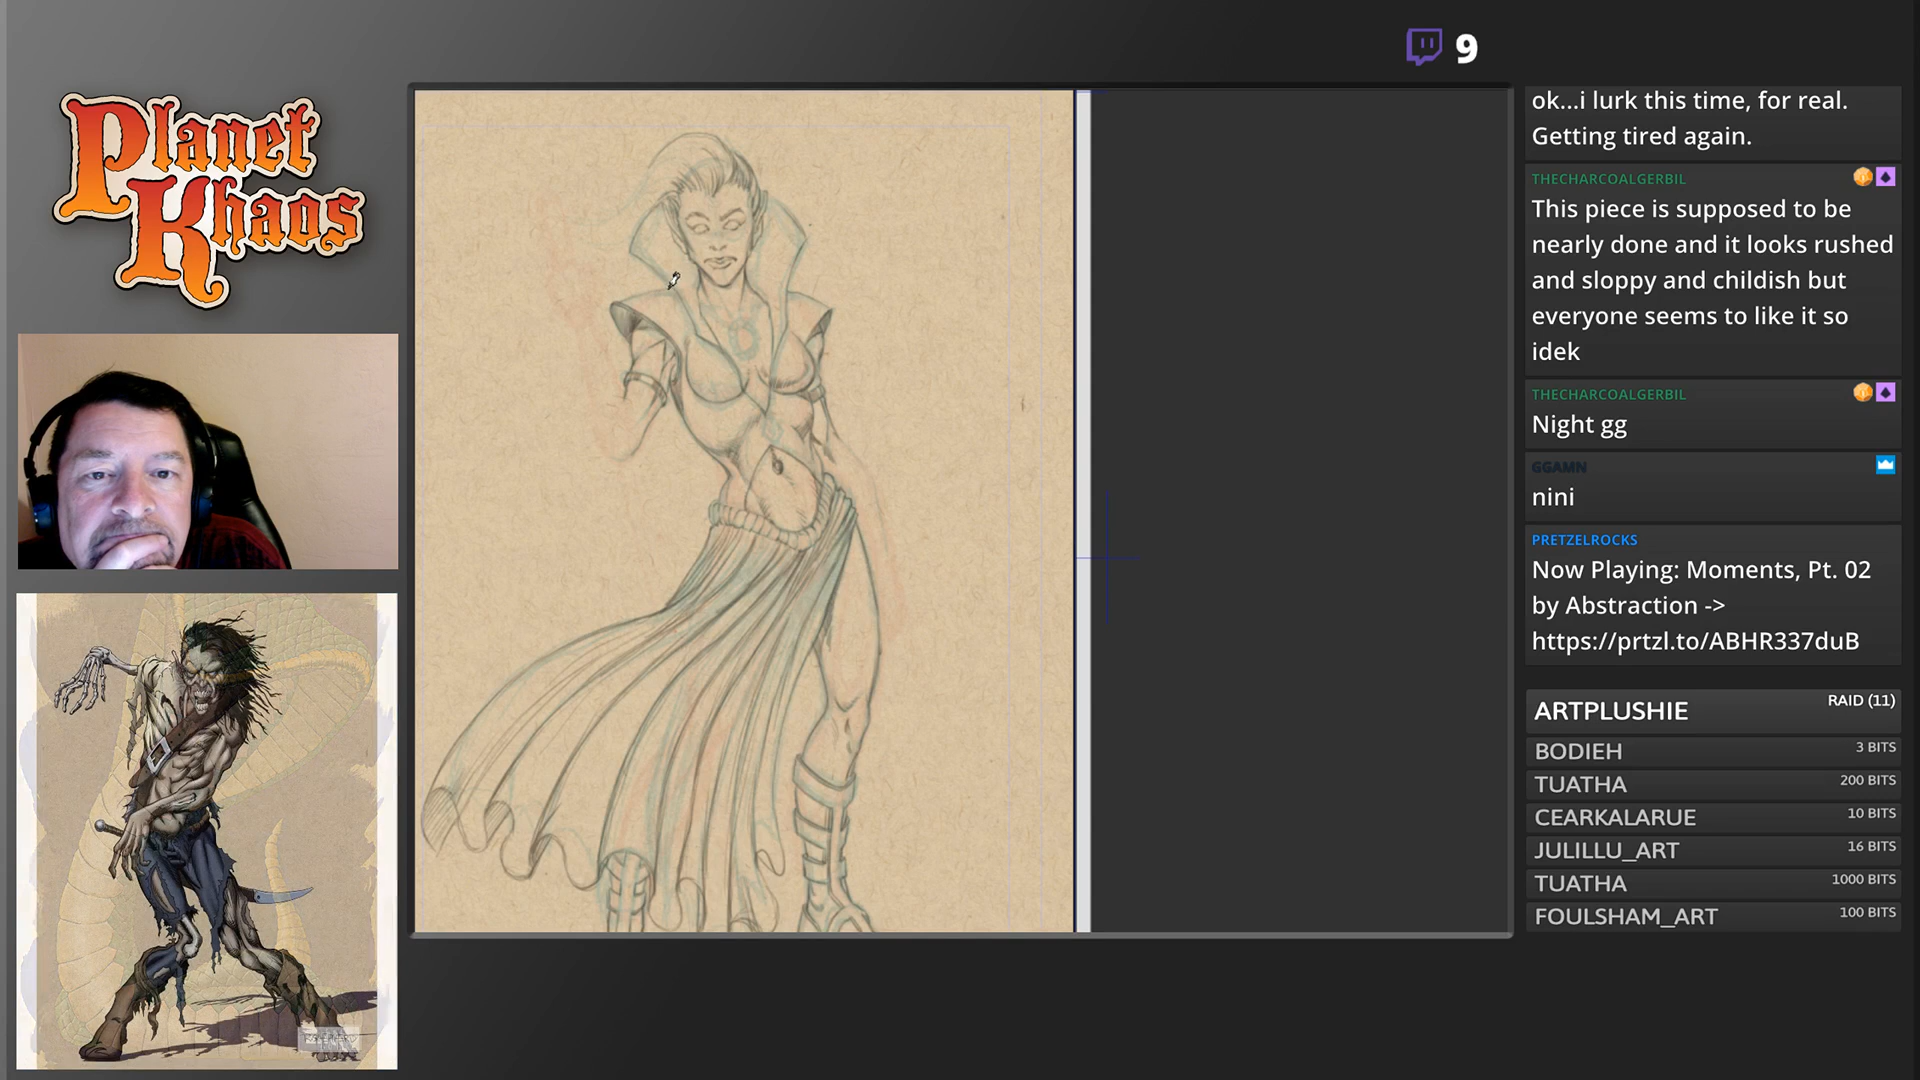 9
Planet
Khaos
ok...i lurk this time, for real.
Getting tired again.
THECHARCOALGERBIL
This piece is supposed to be
nearly done and it looks rushed
and sloppy and childish but
everyone seems to like it so
idek
THECHARCOALGERBIL
Night gg
GGAMN
nini
PRETZELROCKS
Now Playing: Moments, Pt. 02
by Abstraction ->
https://prtzl.to/ABHR337duB
ARTPLUSHIE RAID (11)
BODIEH 3 BITS
TUATHA 200 BITS
CEARKALARUE 10 BITS
JULILLU_ART 16 BITS
TUATHA 1000 BITS
FOULSHAM_ART 100 BITS